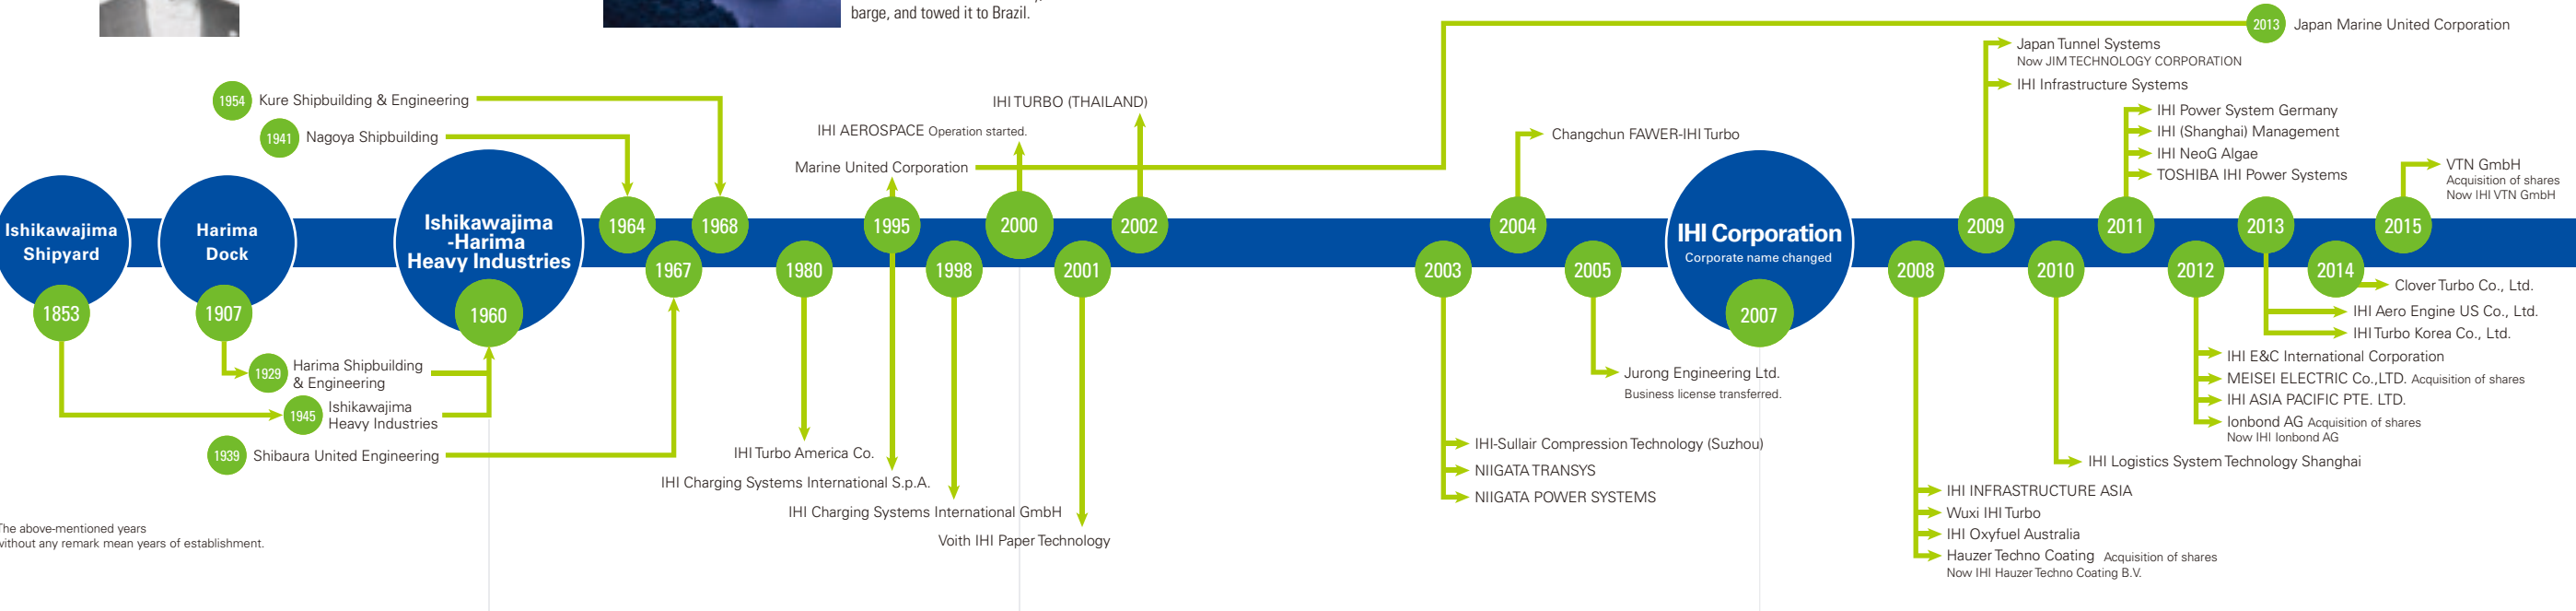 barge, and towed it to Brazil.
2013 Japan Marine United Corporation
Japan Tunnel Systems
Now JIM TECHNOLOGY CORPORATION
IHI Infrastructure Systems
1954 Kure Shipbuilding & Engineering
1941 Nagoya Shipbuilding
IHI TURBO (THAILAND)
IHI AEROSPACE Operation started.
Marine United Corporation
Changchun FAWER-IHI Turbo
IHI Power System Germany
IHI (Shanghai) Management
IHI NeoG Algae
TOSHIBA IHI Power Systems
VTN GmbH
Acquisition of shares
Now IHI VTN GmbH
Ishikawajima
Shipyard
1853
Harima
Dock
1907
Ishikawajima
-Harima
Heavy Industries
1960
1964
1967
1968
1980
1995
1998
2000
2001
2002
2003
2004
2005
IHI Corporation
Corporate name changed
2007
2008
2009
2010
2011
2012
2013
2014
2015
1929 Harima Shipbuilding
& Engineering
1945 Ishikawajima
Heavy Industries
1939 Shibaura United Engineering
IHI Turbo America Co.
IHI Charging Systems International S.p.A.
IHI Charging Systems International GmbH
Voith IHI Paper Technology
Jurong Engineering Ltd.
Business license transferred.
IHI-Sullair Compression Technology (Suzhou)
NIIGATA TRANSYS
NIIGATA POWER SYSTEMS
Clover Turbo Co., Ltd.
IHI Aero Engine US Co., Ltd.
IHI Turbo Korea Co., Ltd.
IHI E&C International Corporation
MEISEI ELECTRIC Co.,LTD. Acquisition of shares
IHI ASIA PACIFIC PTE. LTD.
Ionbond AG Acquisition of shares
Now IHI Ionbond AG
IHI Logistics System Technology Shanghai
IHI INFRASTRUCTURE ASIA
Wuxi IHI Turbo
IHI Oxyfuel Australia
Hauzer Techno Coating Acquisition of shares
Now IHI Hauzer Techno Coating B.V.
The above-mentioned years
without any remark mean years of establishment.